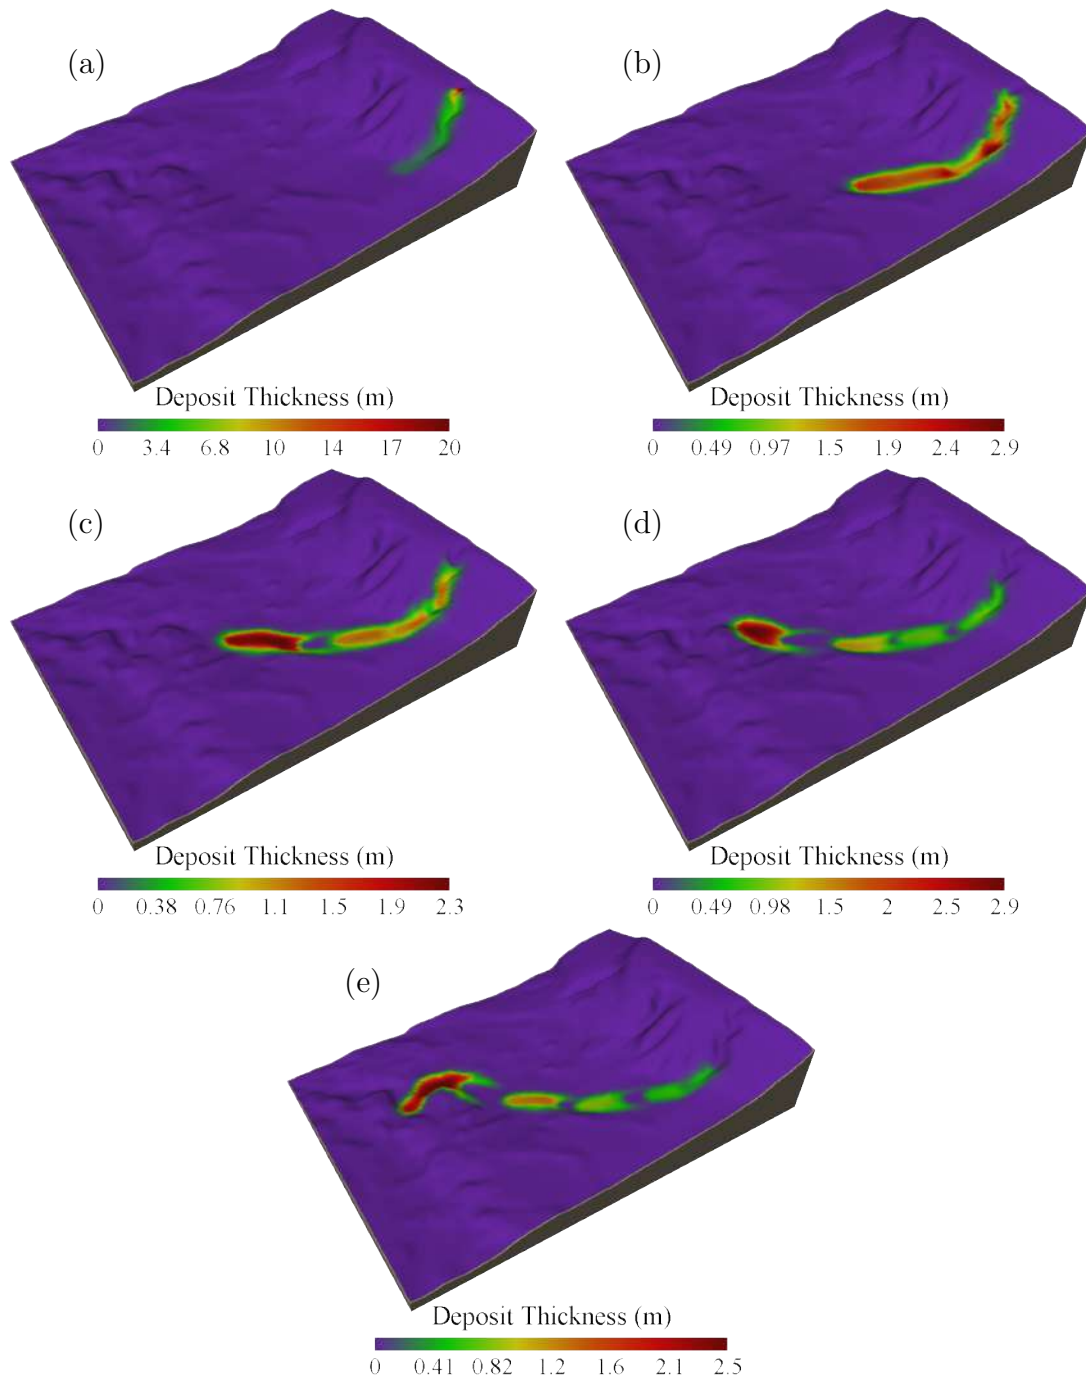 (a)
(b)
Deposit Thickness (m)
0 3.4 6.8 10 14 17 20
Deposit Thickness (m)
0 0.49 0.97 1.5 1.9 2.4 2.9
(c)
(d)
Deposit Thickness (m)
0 0.38 0.76 1.1 1.5 1.9 2.3
Deposit Thickness (m)
0 0.49 0.98 1.5 2 2.5 2.9
(e)
Deposit Thickness (m)
0 0.41 0.82 1.2 1.6 2.1 2.5